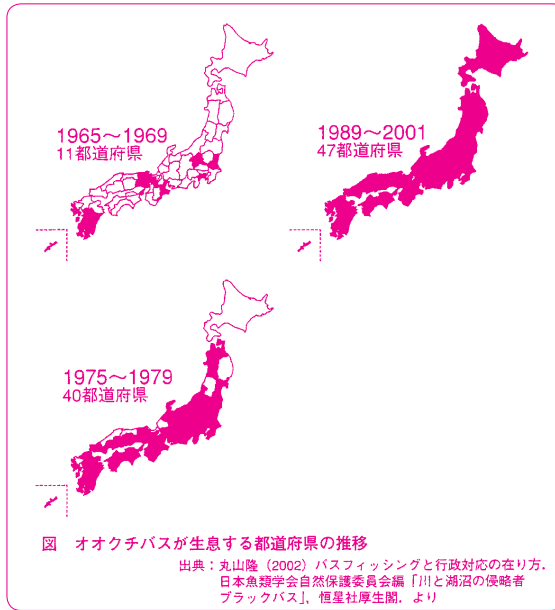 1965〜1969
11都道府県
1989〜2001
47都道府県
1975〜1979
40都道府県
図　オオクチバスが生息する都道府県の推移
出典：丸山隆（2002）バスフィッシングと行政対応の在り方．
日本魚類学会自然保護委員会編「川と湖沼の侵略者
ブラックバス」，恒星社厚生閣．より